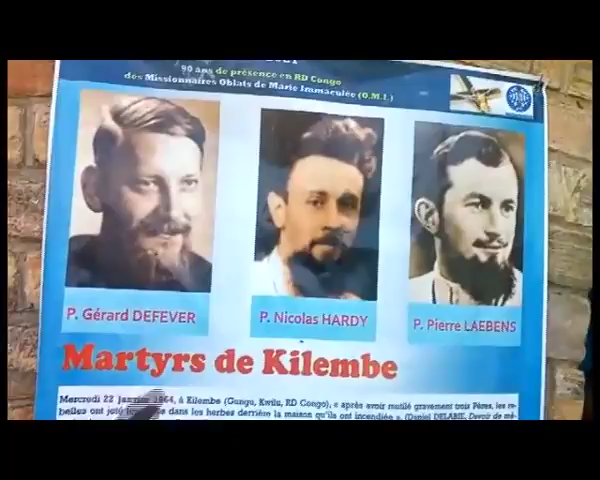 90 ans de présence en RD Congo
des Missionnaires Oblats de Marie Immaculée (O.M.I.)
P. Gérard DEFEVER
P. Nicolas HARDY
P. Pierre LAEBENS
Martyrs de Kilembe
Mercredi 22 janvier 1964, à Kilembe (Gungu, Kwilu, RD Congo), « après avoir mutilé gravement trois Pères, les re-
belles ont jeté dans les herbes derrière la maison qu'ils ont incendiée ». (Daniel DELABIE, Devoir de mé-